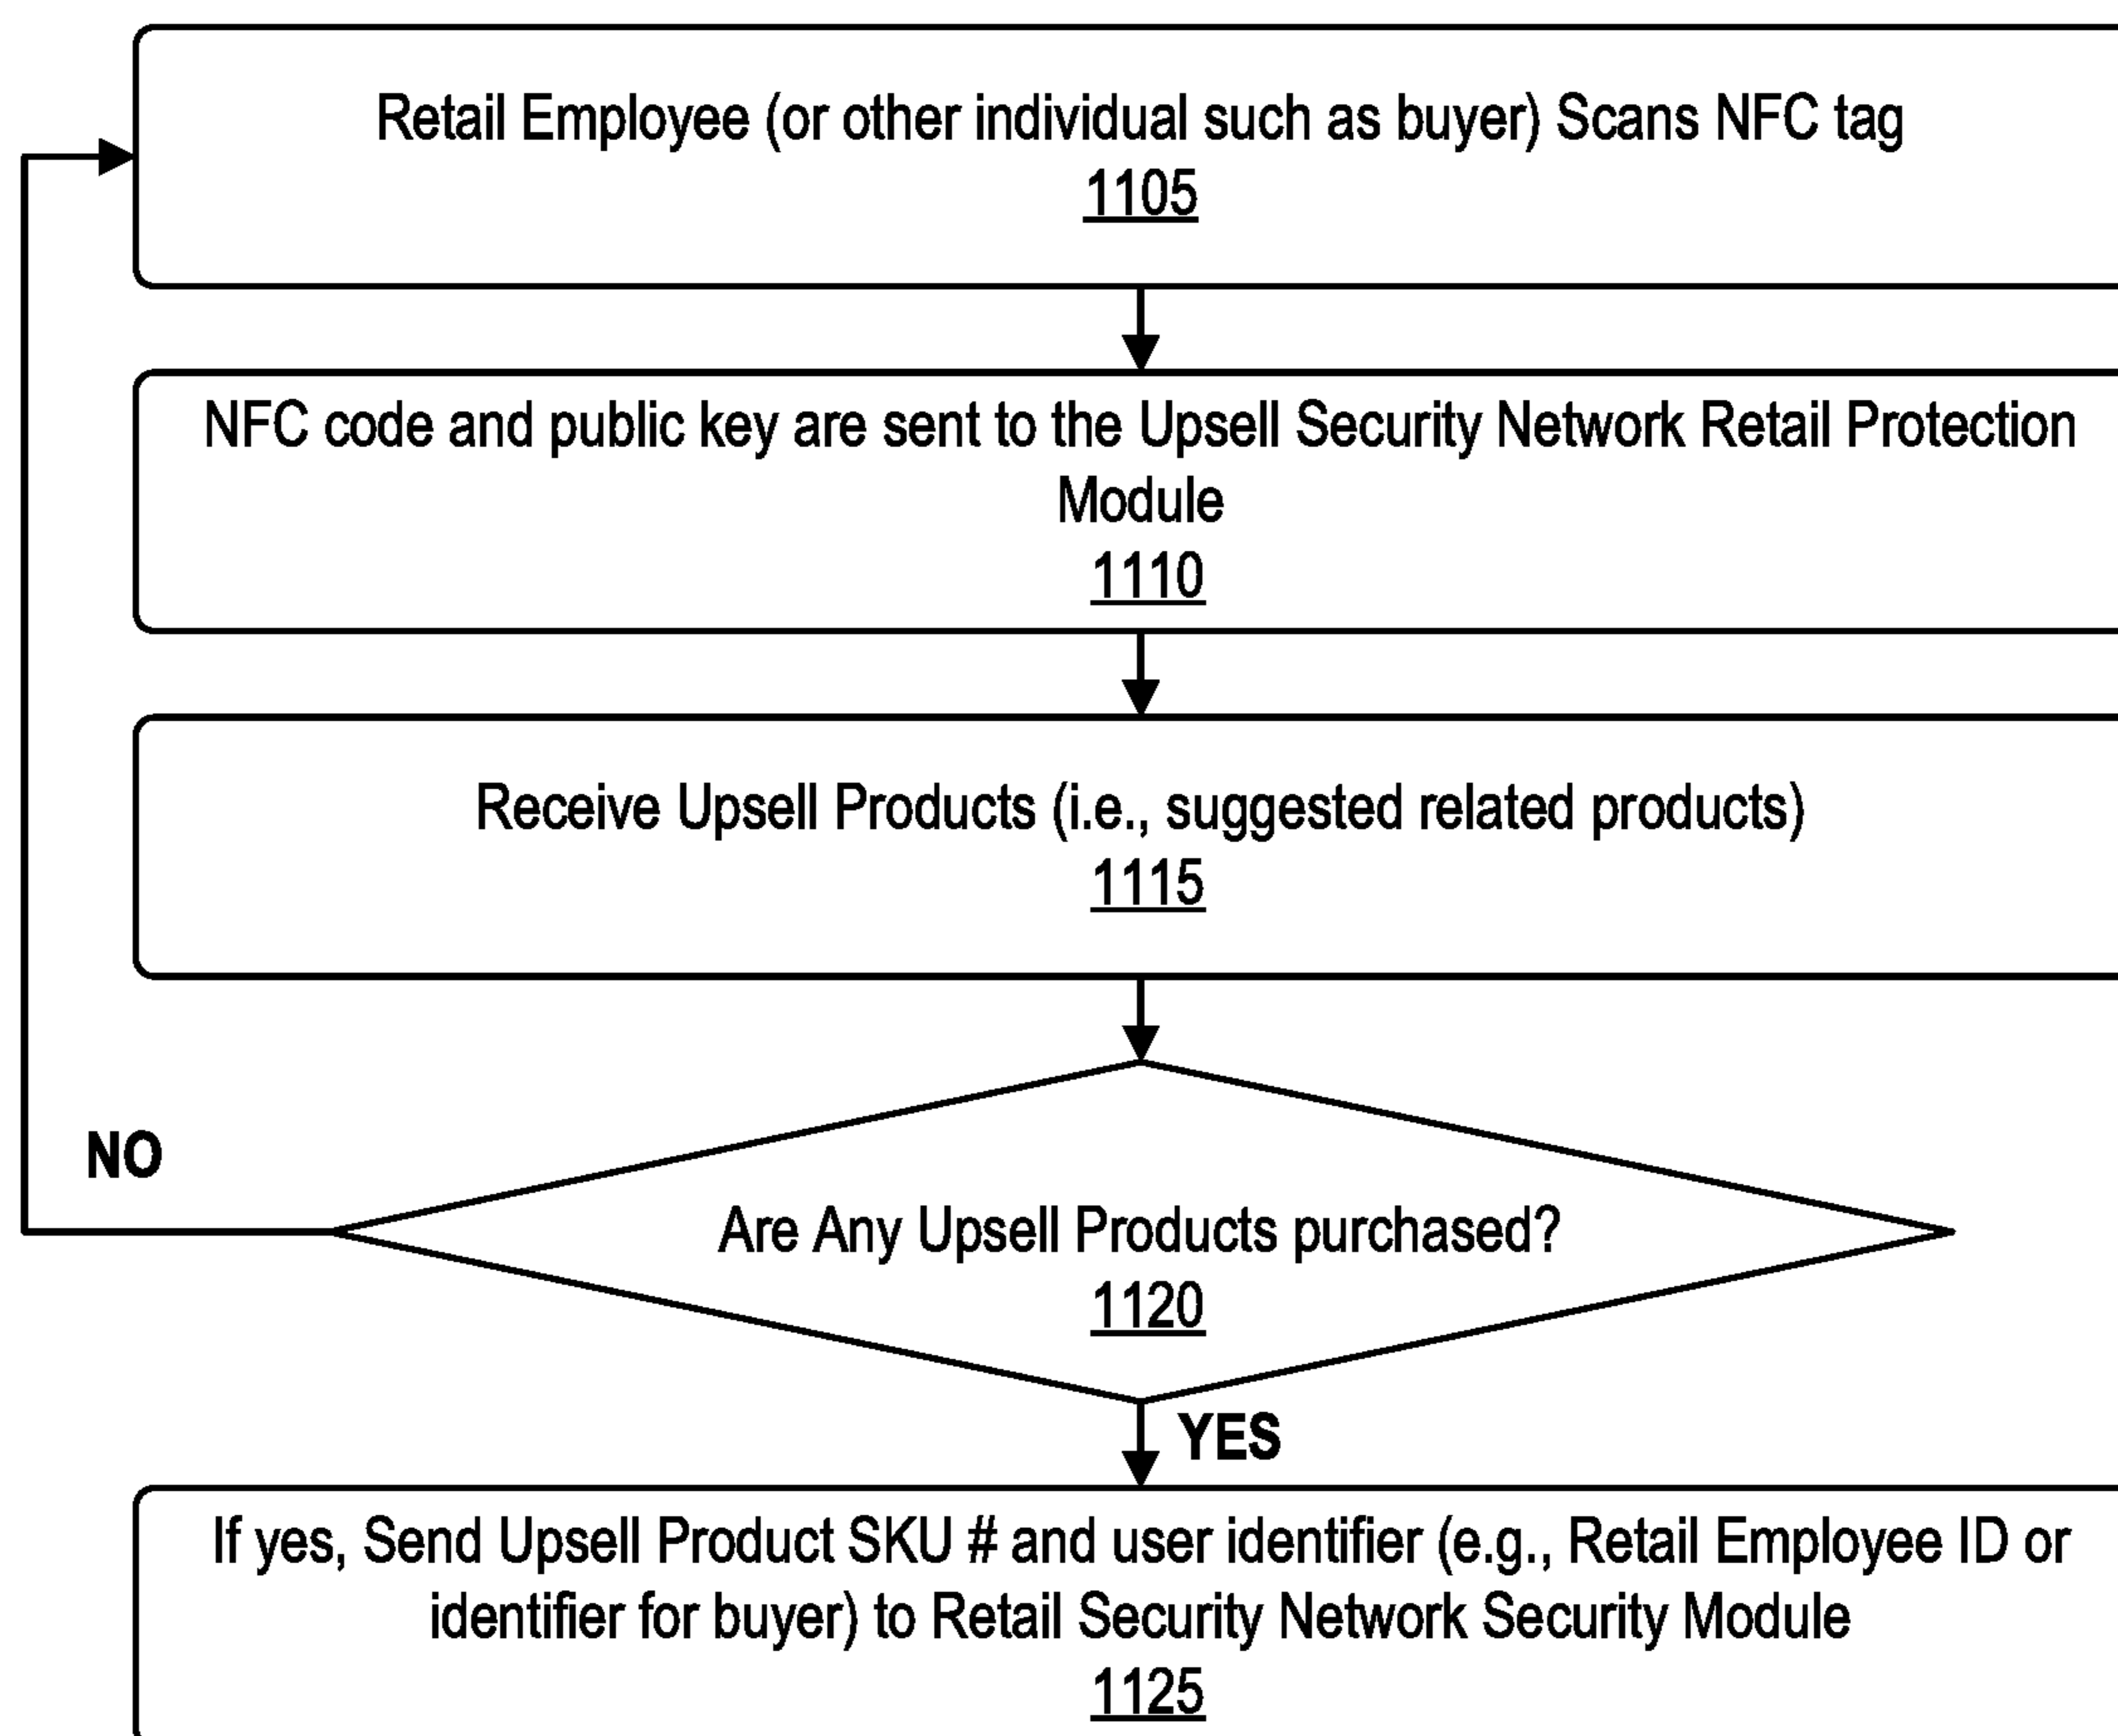 Retail Employee (or other individual such as buyer) Scans NFC tag
1105
NFC code and public key are sent to the Upsell Security Network Retail Protection
Module
1110
Receive Upsell Products (i.e., suggested related products)
1115
NO
Are Any Upsell Products purchased?
1120
YES
If yes, Send Upsell Product SKU # and user identifier (e.g., Retail Employee ID or
identifier for buyer) to Retail Security Network Security Module
1125